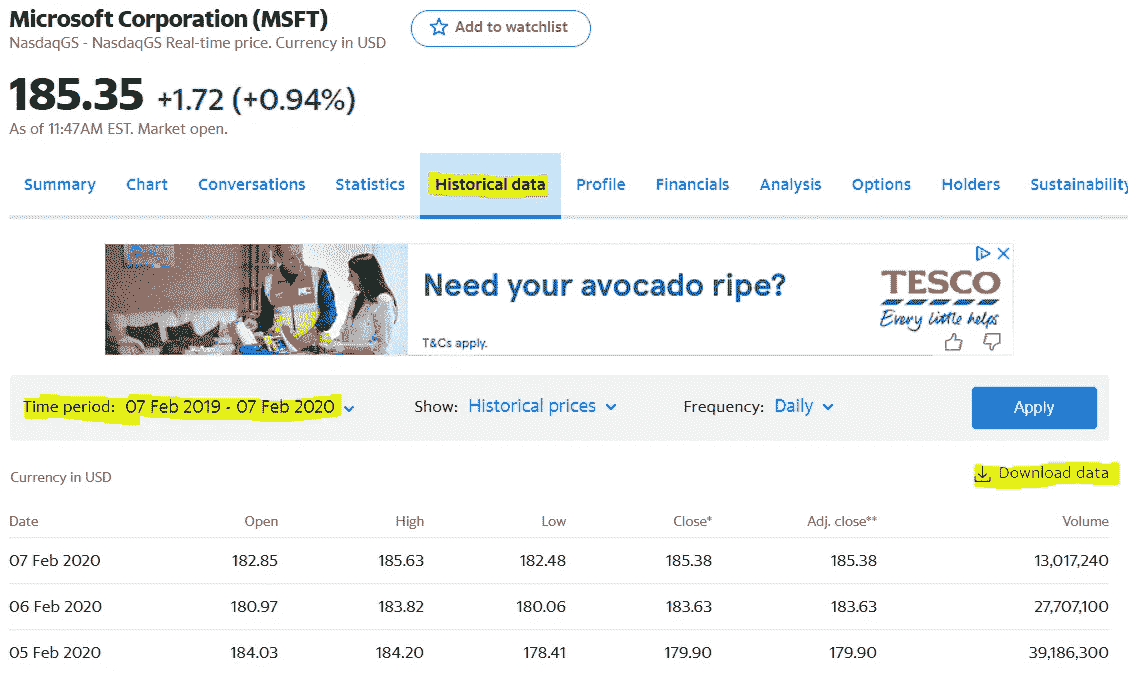 Microsoft Corporation (MSFT)
Add to watchlist
NasdaqGS - NasdaqGS Real-time price. Currency in USD
185.35 +1.72 (+0.94%)
As of 11:47AM EST. Market open.
Summary Chart Conversations Statistics Historical data Profile Financials Analysis Options Holders Sustainability
Need your avocado ripe?
T&Cs apply.
TESCO
Every little helps
Time period: 07 Feb 2019 - 07 Feb 2020 Show: Historical prices Frequency: Daily Apply
Currency in USD Download data
Date Open High Low Close* Adj. close** Volume
07 Feb 2020 182.85 185.63 182.48 185.38 185.38 13,017,240
06 Feb 2020 180.97 183.82 180.06 183.63 183.63 27,707,100
05 Feb 2020 184.03 184.20 178.41 179.90 179.90 39,186,300